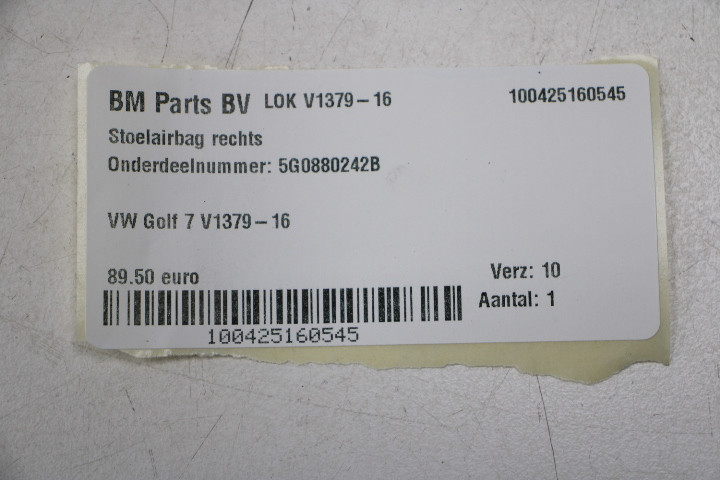 BM Parts BV LOK V1379-16 100425160545
Stoelairbag rechts
Onderdeelnummer: 5G0880242B
VW Golf 7 V1379-16
89.50 euro Verz: 10
Aantal: 1
100425160545